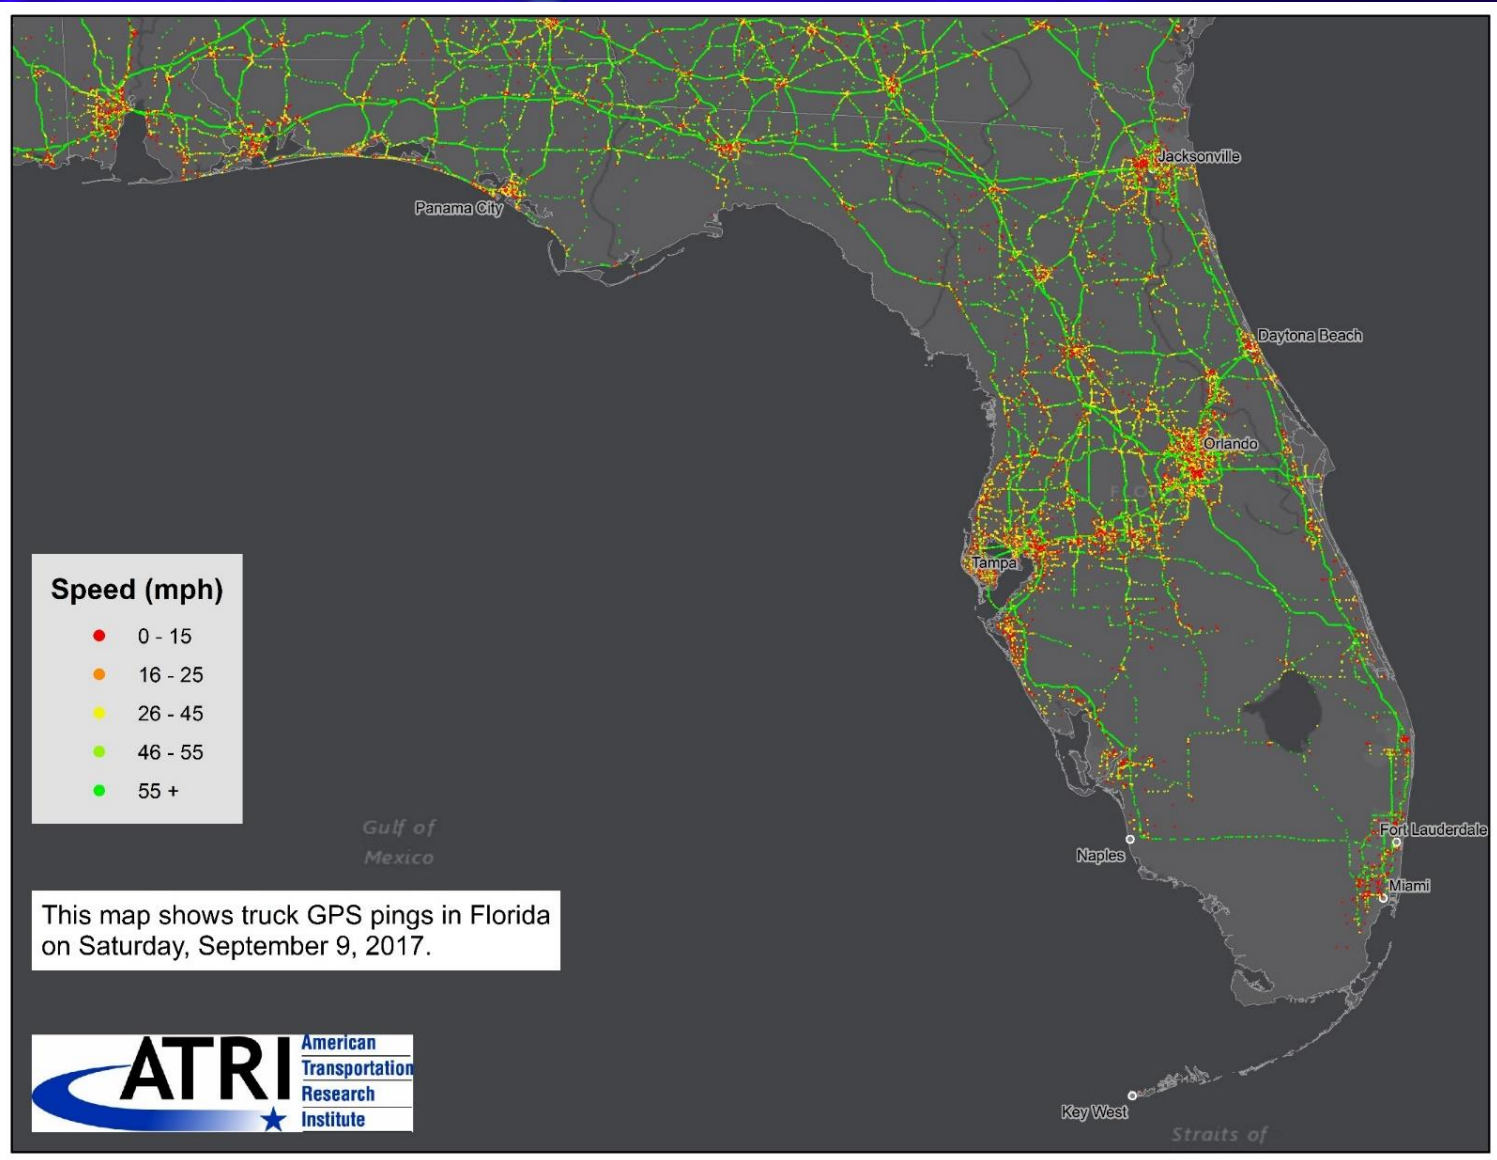 Jacksonville
Panama City
Daytona Beach
Orlando
Tampa
Speed (mph)
0 - 15
16 - 25
26 - 45
46 - 55
55 +
Gulf of
Mexico
Fort Lauderdale
Naples
Miami
This map shows truck GPS pings in Florida
on Saturday, September 9, 2017.
ATRI
American
Transportation
Research
Institute
Key West
Straits of